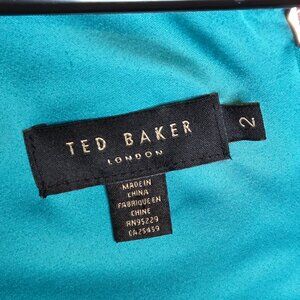 TED BAKER
LONDON
2
MADE IN
CHINA
FABRIQUE EN
CHINE
RN95229
CA25459